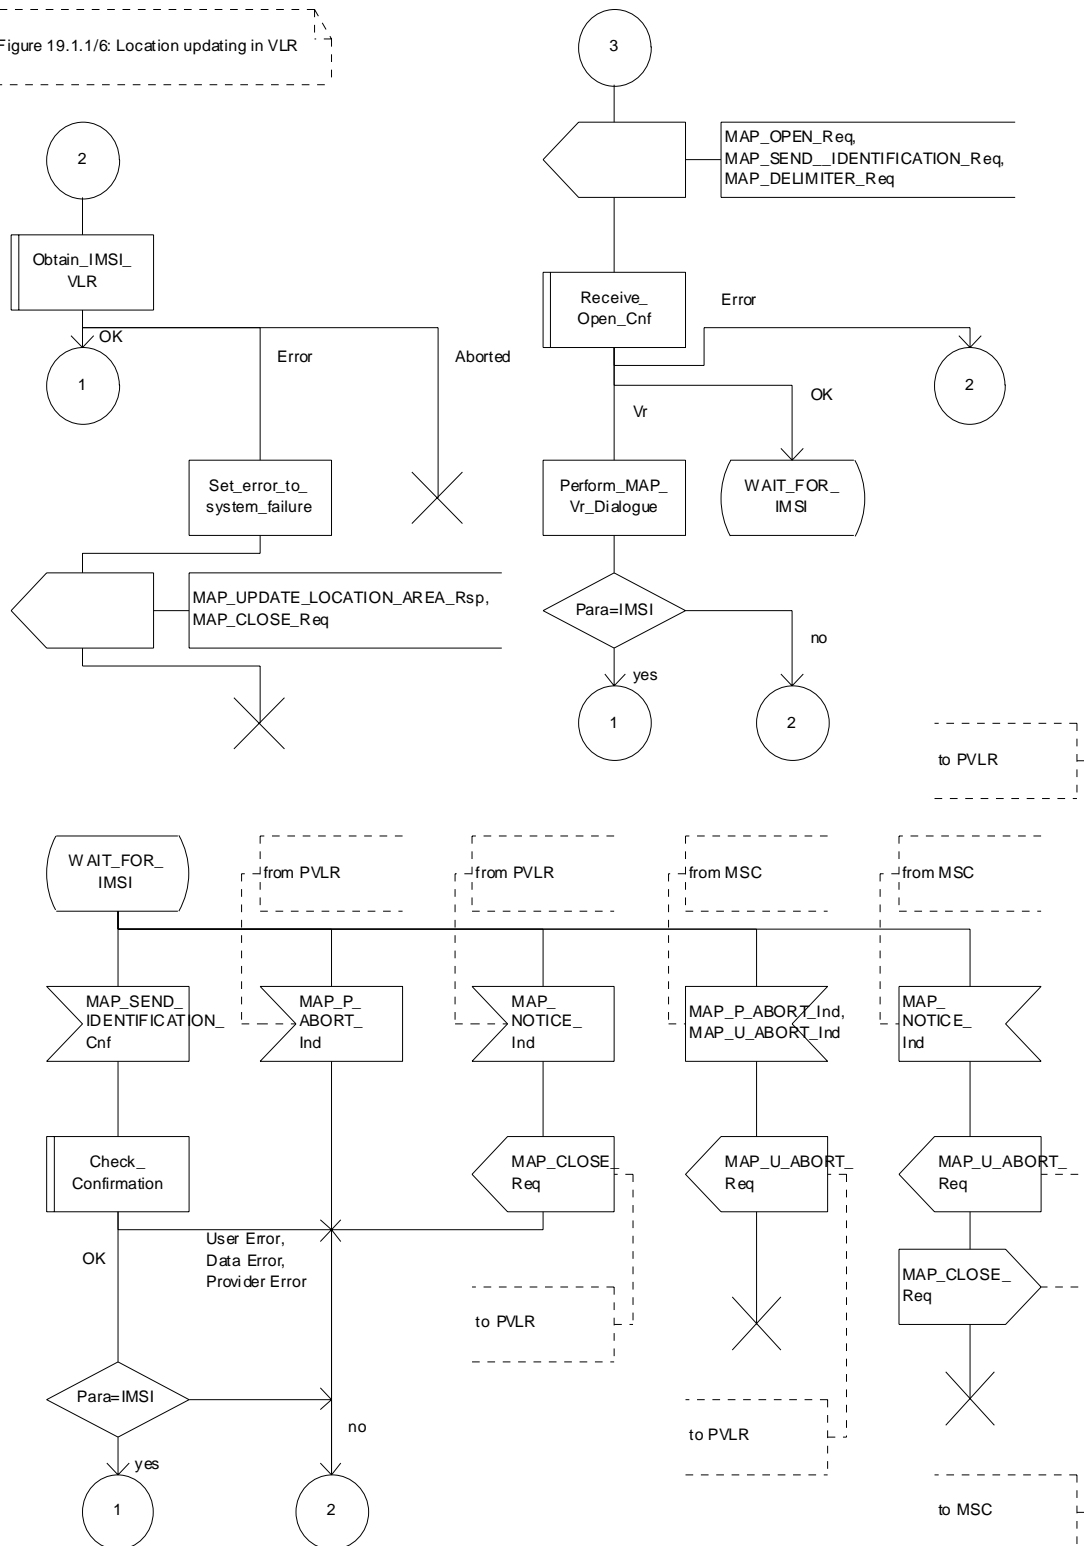 Figure 19.1.1/6: Location updating in VLR
3
2
MAP_OPEN_Req,
MAP_SEND__IDENTIFICATION_Req,
MAP_DELIMITER_Req
Obtain_IMSI_
VLR
Receive_
Open_Cnf
Error
OK
Error
Aborted
1
2
OK
Vr
Set_error_to_
system_failure
Perform_MAP_
Vr_Dialogue
WAIT_FOR_
IMSI
MAP_UPDATE_LOCATION_AREA_Rsp,
MAP_CLOSE_Req
Para=IMSI
no
yes
1
2
to PVLR
WAIT_FOR_
IMSI
from PVLR
from PVLR
from MSC
from MSC
MAP_SEND_
IDENTIFICATION_
Cnf
MAP_P_
ABORT_
Ind
MAP_
NOTICE_
Ind
MAP_P_ABORT_Ind,
MAP_U_ABORT_Ind
MAP_
NOTICE_
Ind
Check_
Confirmation
MAP_CLOSE_
Req
MAP_U_ABORT_
Req
MAP_U_ABORT_
Req
OK
User Error,
Data Error,
Provider Error
MAP_CLOSE_
Req
to PVLR
Para=IMSI
no
to PVLR
yes
1
2
to MSC